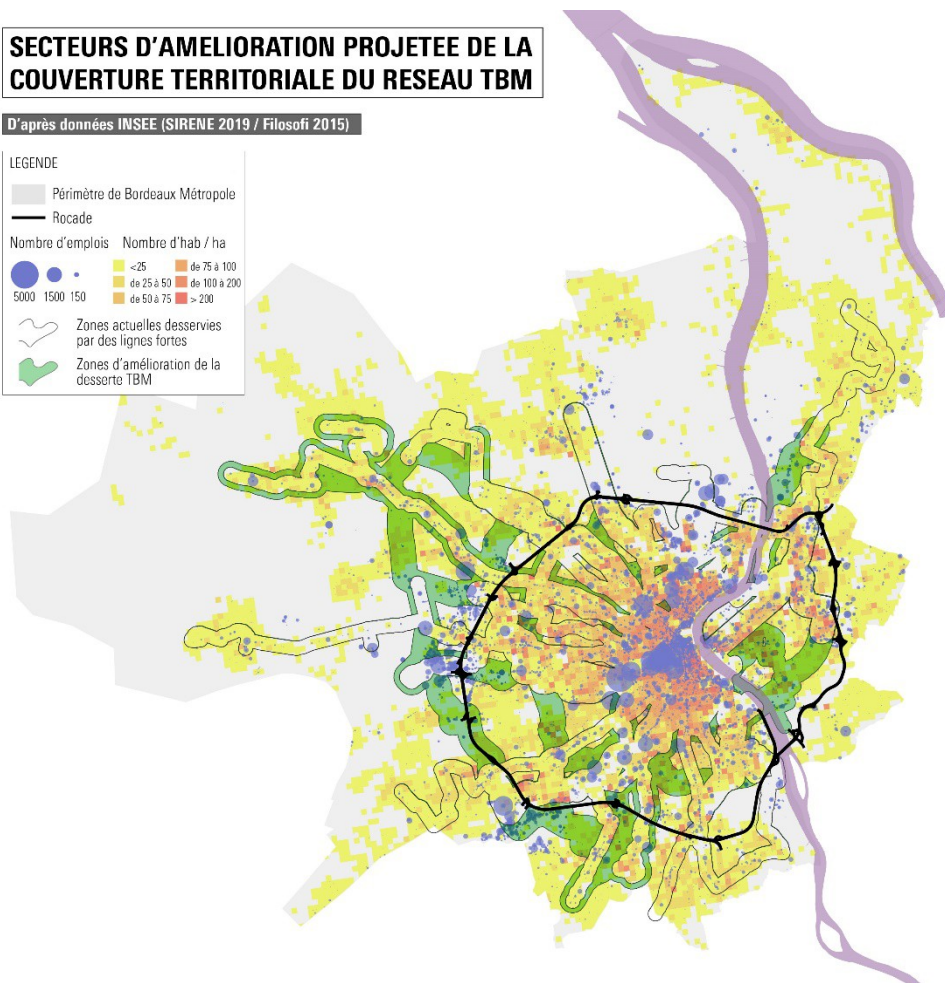 SECTEURS D'AMELIORATION PROJETEE DE LA
COUVERTURE TERRITORIALE DU RESEAU TBM
D'après données INSEE (SIRENE 2019 / Filosofi 2015)
LEGENDE
Périmètre de Bordeaux Métropole
Rocade
Nombre d'emplois Nombre d'hab / ha
5000 1500 150
<25
de 25 à 50
de 50 à 75
de 75 à 100
de 100 à 200
> 200
Zones actuelles desservies
par des lignes fortes
Zones d'amélioration de la
desserte TBM